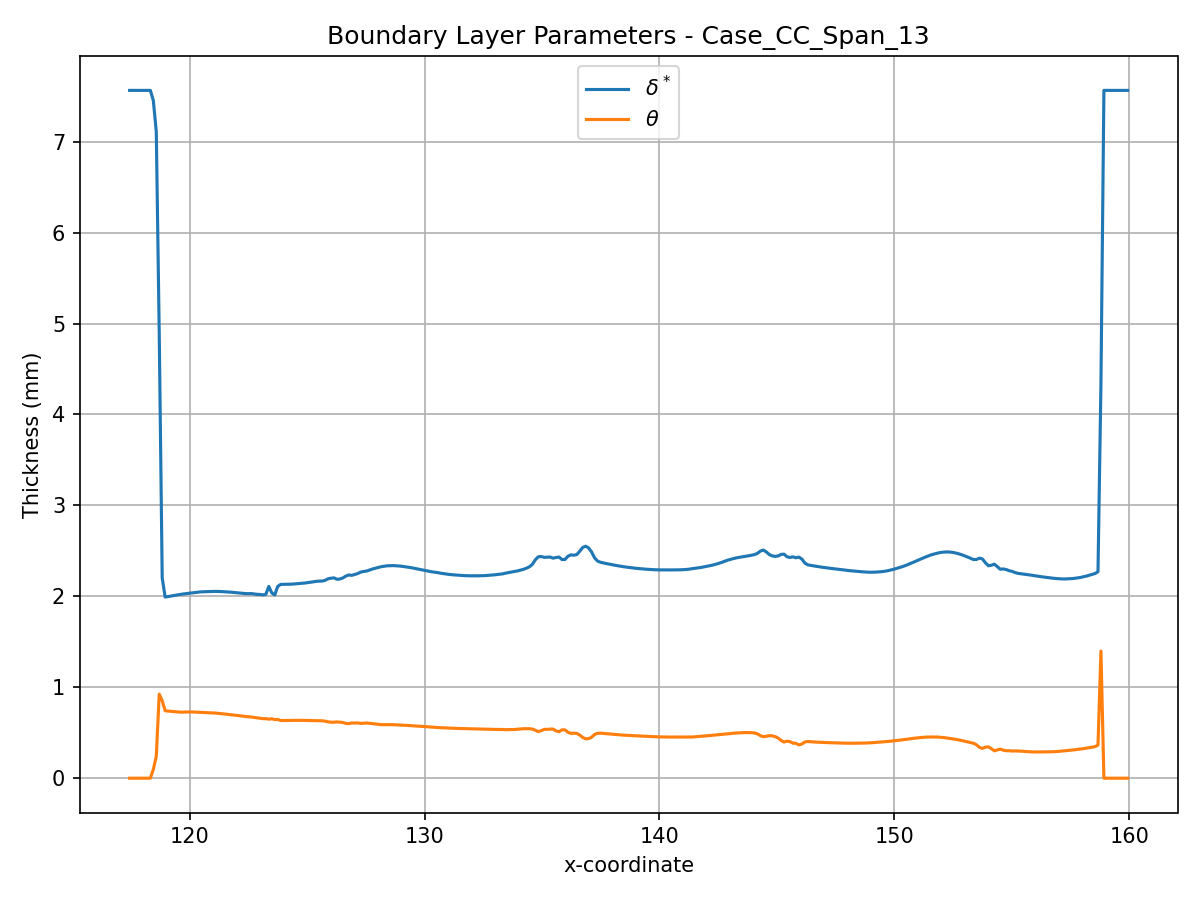 Boundary Layer Parameters - Case_CC_Span_13
δ*
θ
Thickness (mm)
7
6
5
4
3
2
1
0
120 130 140 150 160
x-coordinate